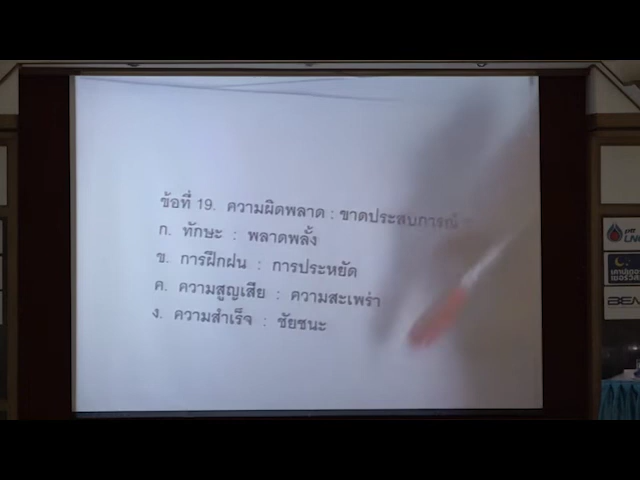 ข้อที่ 19. ความผิดพลาด : ขาดประสบการณ์
ก. ทักษะ : พลาดพลั้ง
ข. การฝึกฝน : การประหยัด
ค. ความสูญเสีย : ความสะเพร่า
ง. ความสำเร็จ : ชัยชนะ
LNG